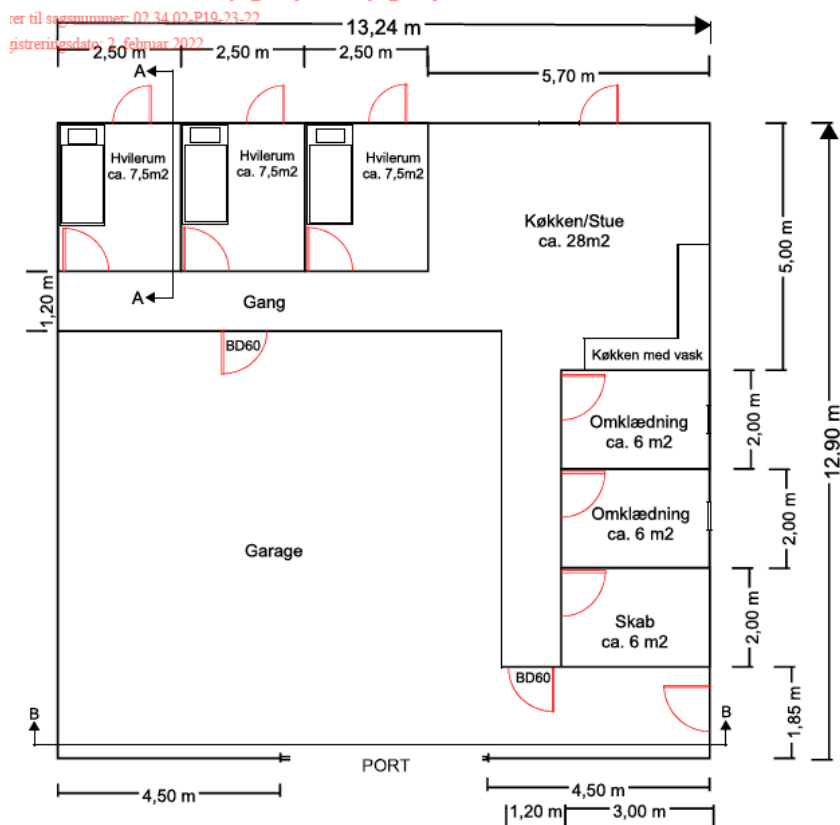 er til sagsnummer: 02.34.02-P19-23-22
gistreringsdato: 2. februar 2022
13,24 m
2,50 m
2,50 m
2,50 m
5,70 m
A
Hvilerum
ca. 7,5m2
Hvilerum
ca. 7,5m2
Hvilerum
ca. 7,5m2
Køkken/Stue
ca. 28m2
5,00 m
12,90 m
1,20 m
A
Gang
BD60
Køkken med vask
Omklædning
ca. 6 m2
2,00 m
Omklædning
ca. 6 m2
2,00 m
Garage
Skab
ca. 6 m2
2,00 m
BD60
1,85 m
B
B
PORT
4,50 m
4,50 m
1,20 m
3,00 m